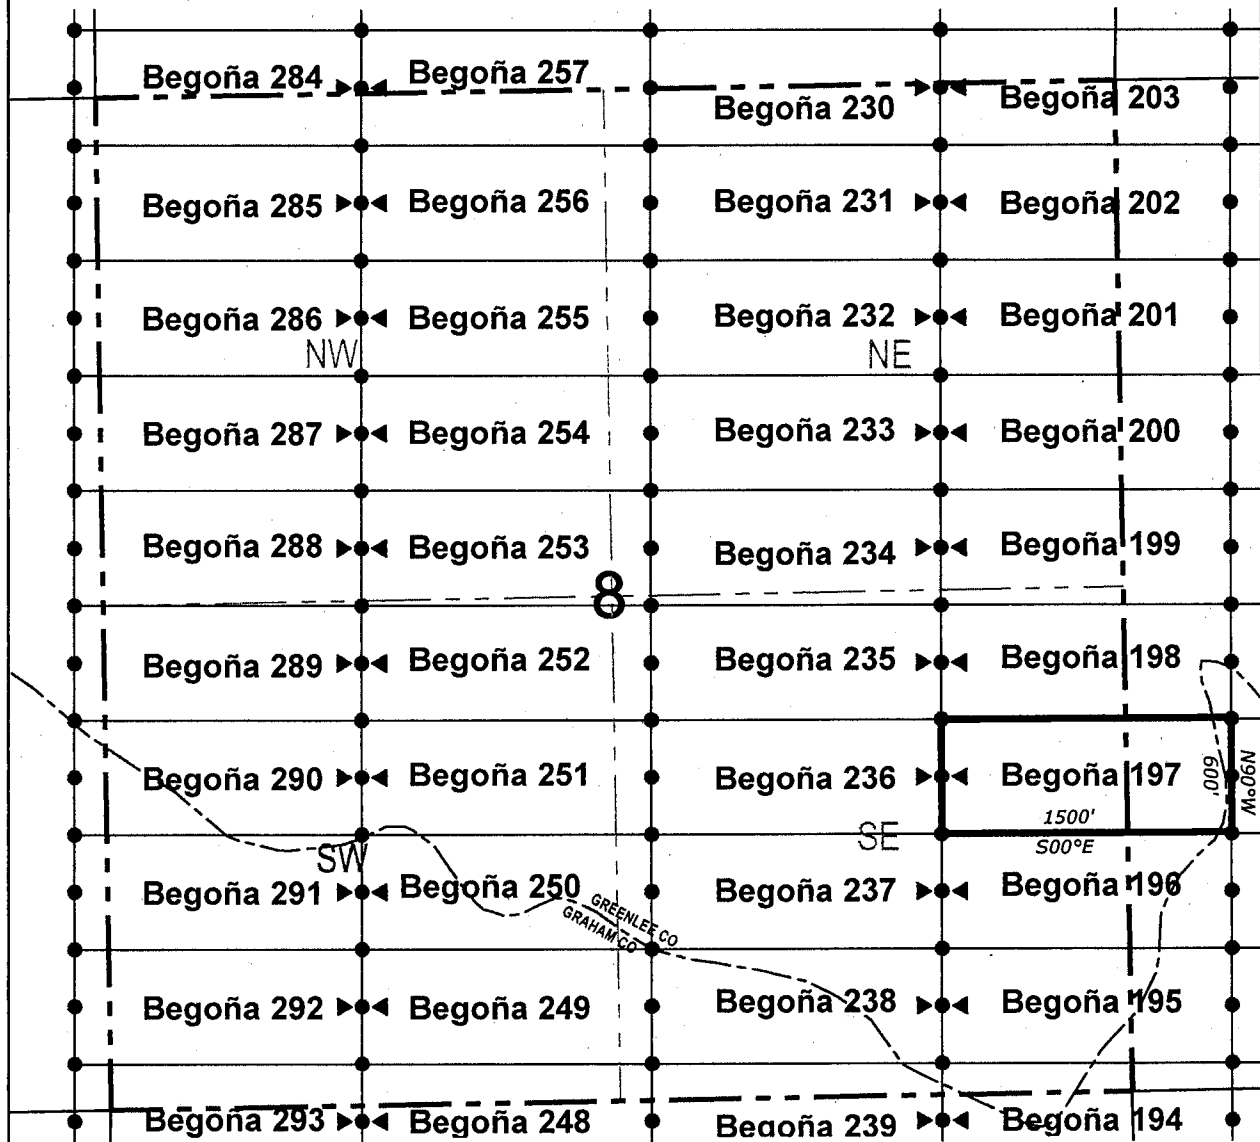 Begoña 284 Begoña 257 Begoña 230 Begoña 203
Begoña 285 Begoña 256 Begoña 231 Begoña 202
Begoña 286 Begoña 255 Begoña 232 Begoña 201
NW NE
Begoña 287 Begoña 254 Begoña 233 Begoña 200
Begoña 288 Begoña 253 Begoña 234 Begoña 199
8
Begoña 289 Begoña 252 Begoña 235 Begoña 198
Begoña 290 Begoña 251 Begoña 236 Begoña 197
600'
N90°W
1500'
S00°E
SW SE
Begoña 291 Begoña 250 Begoña 237 Begoña 196
GREENLEE CO
GRAHAM CO
Begoña 292 Begoña 249 Begoña 238 Begoña 195
Begoña 293 Begoña 248 Begoña 239 Begoña 194